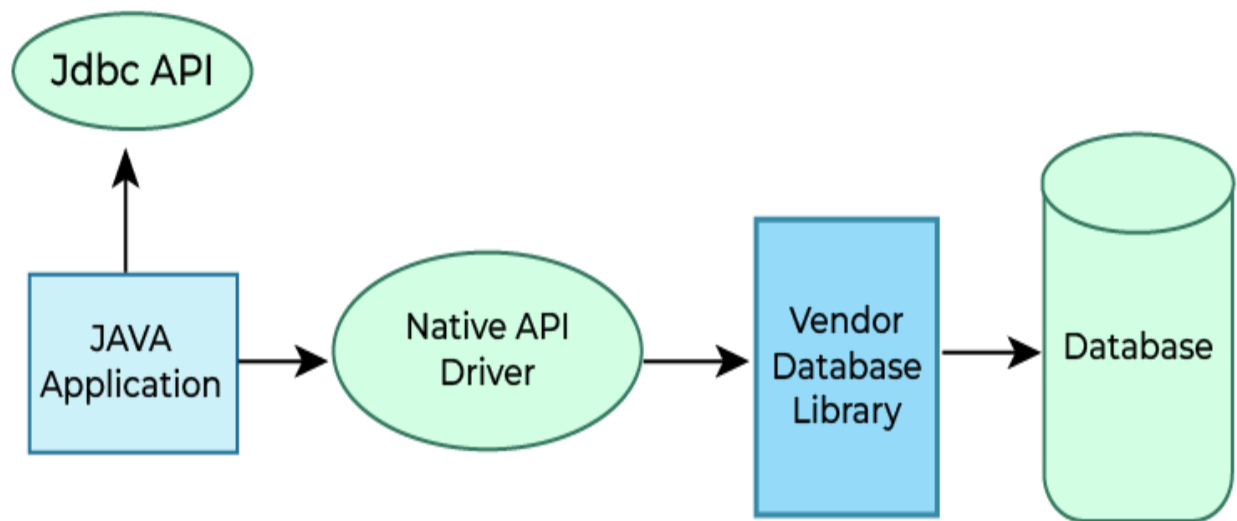 Jdbc API
JAVA
Application
Native API
Driver
Vendor
Database
Library
Database